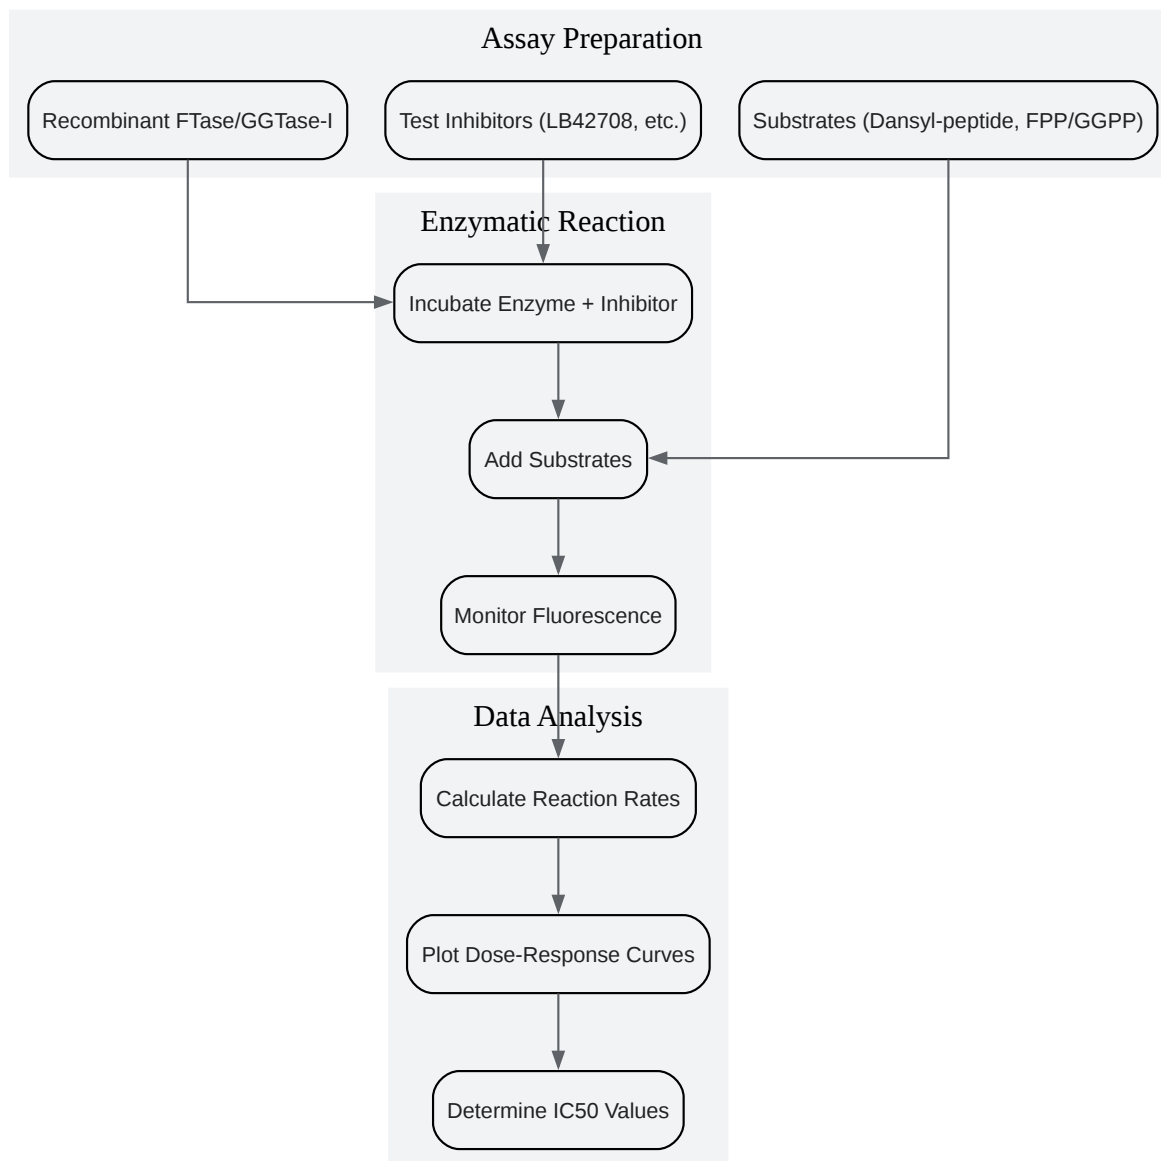 Assay Preparation
Recombinant FTase/GGTase-I
Test Inhibitors (LB42708, etc.)
Substrates (Dansyl-peptide, FPP/GGPP)
Enzymatic Reaction
Incubate Enzyme + Inhibitor
Add Substrates
Monitor Fluorescence
Data Analysis
Calculate Reaction Rates
Plot Dose-Response Curves
Determine IC50 Values